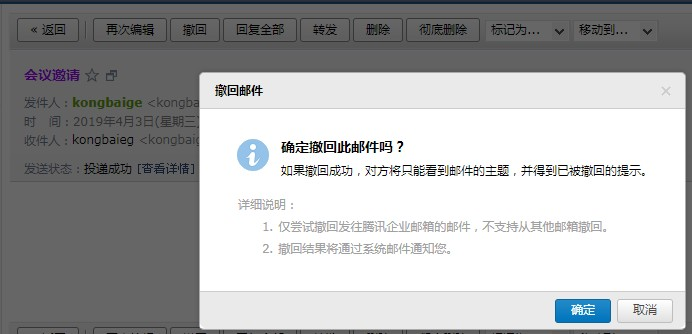 « 返回 再次编辑 撤回 回复全部 转发 删除 彻底删除 标记为... 移动到...
会议邀请
发件人：kongbaige <kongba
时 间：2019年4月3日(星期三)
收件人：kongbaieg <kongbaig
发送状态：投递成功 [查看详情]
撤回邮件
确定撤回此邮件吗？
如果撤回成功，对方将只能看到邮件的主题，并得到已被撤回的提示。
详细说明：
1. 仅尝试撤回发往腾讯企业邮箱的邮件，不支持从其他邮箱撤回。
2. 撤回结果将通过系统邮件通知您。
确定 取消